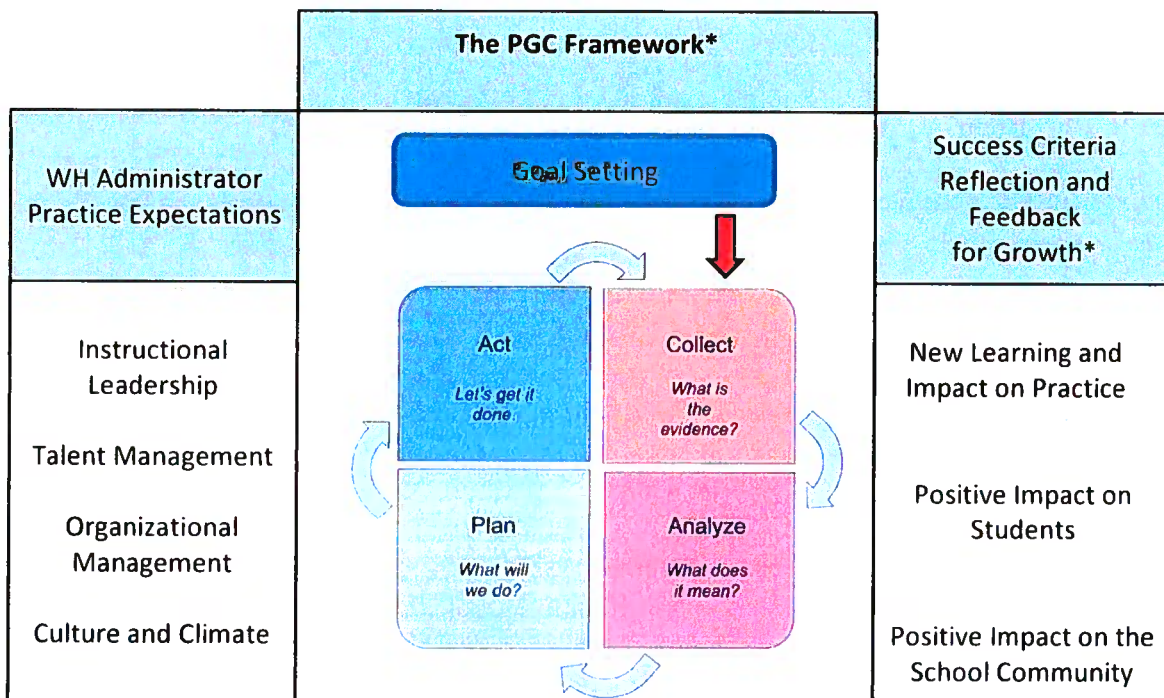 The PGC Framework*
WH Administrator
Practice Expectations
Goal Setting
Success Criteria
Reflection and
Feedback
for Growth*
Instructional
Leadership
Talent Management
Organizational
Management
Culture and Climate
Act
Let's get it
done.
Collect
What is
the
evidence?
Plan
What will
we do?
Analyze
What does
it mean?
New Learning and
Impact on Practice
Positive Impact on
Students
Positive Impact on the
School Community